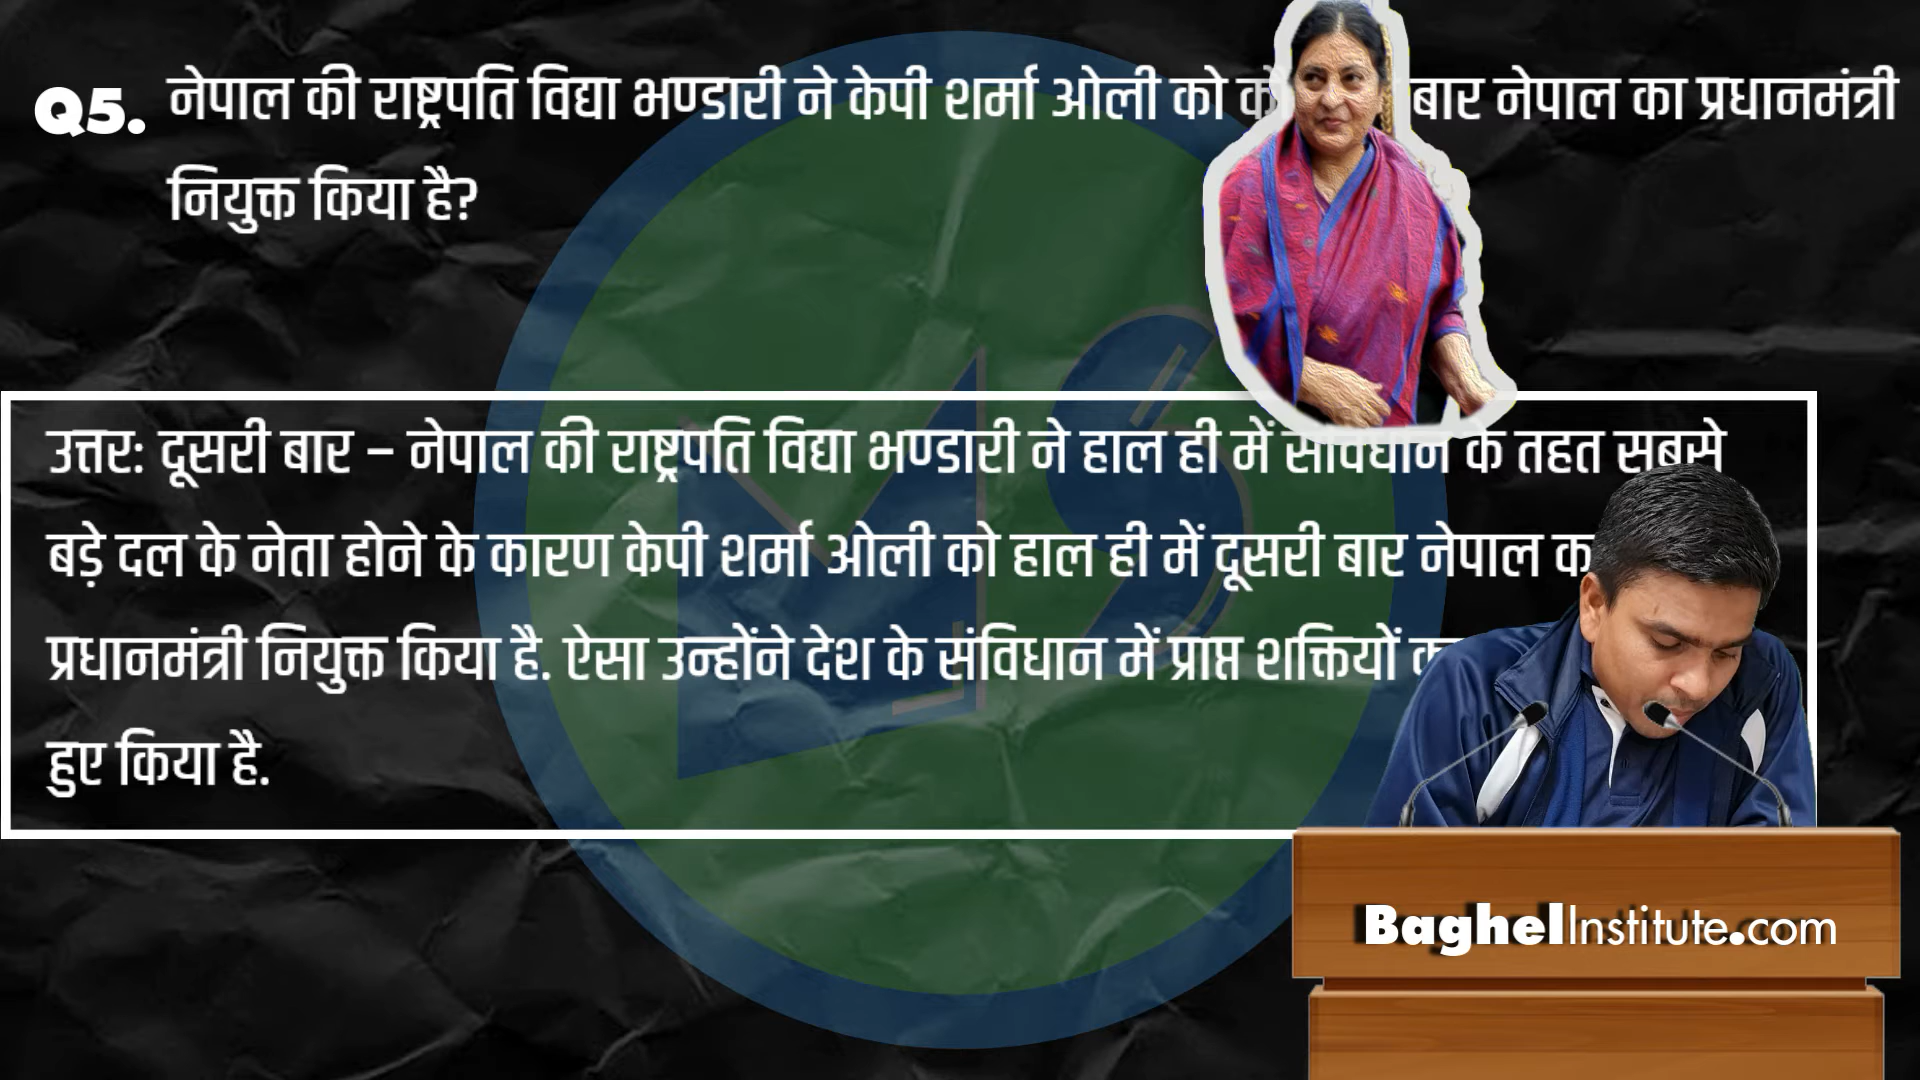 Q5. नेपाल की राष्ट्रपति विद्या भण्डारी ने केपी शर्मा ओली को बार नेपाल का प्रधानमंत्री
नियुक्त किया है?
उत्तर: दूसरी बार – नेपाल की राष्ट्रपति विद्या भण्डारी ने हाल ही में संविधान के तहत सबसे
बड़े दल के नेता होने के कारण केपी शर्मा ओली को हाल ही में दूसरी बार नेपाल
प्रधानमंत्री नियुक्त किया है. ऐसा उन्होंने देश के संविधान में प्राप्त शक्तियों
हुए किया है.
BaghelInstitute.com